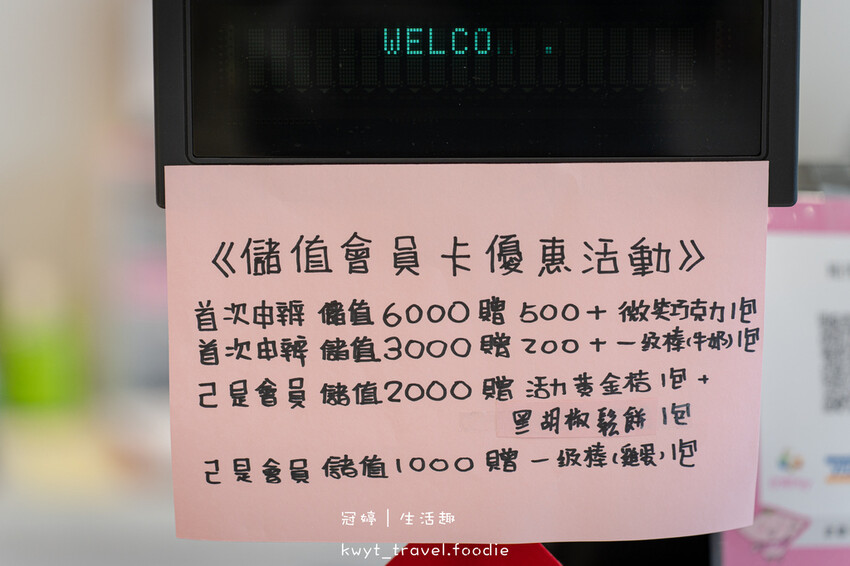 WELCO
《儲值會員卡優惠活動》
首次申辦 儲值6000 贈 500+ 微笑巧克力1包
首次申辦 儲值3000 贈 200+一級棒(牛奶)1包
己是會員 儲值2000 贈 活力黃金桔1包+
黑胡椒鬆餅1包
己是會員 儲值1000 贈 一級棒(雞蛋)1包
冠婷|生活趣
kwyt_travel.foodie